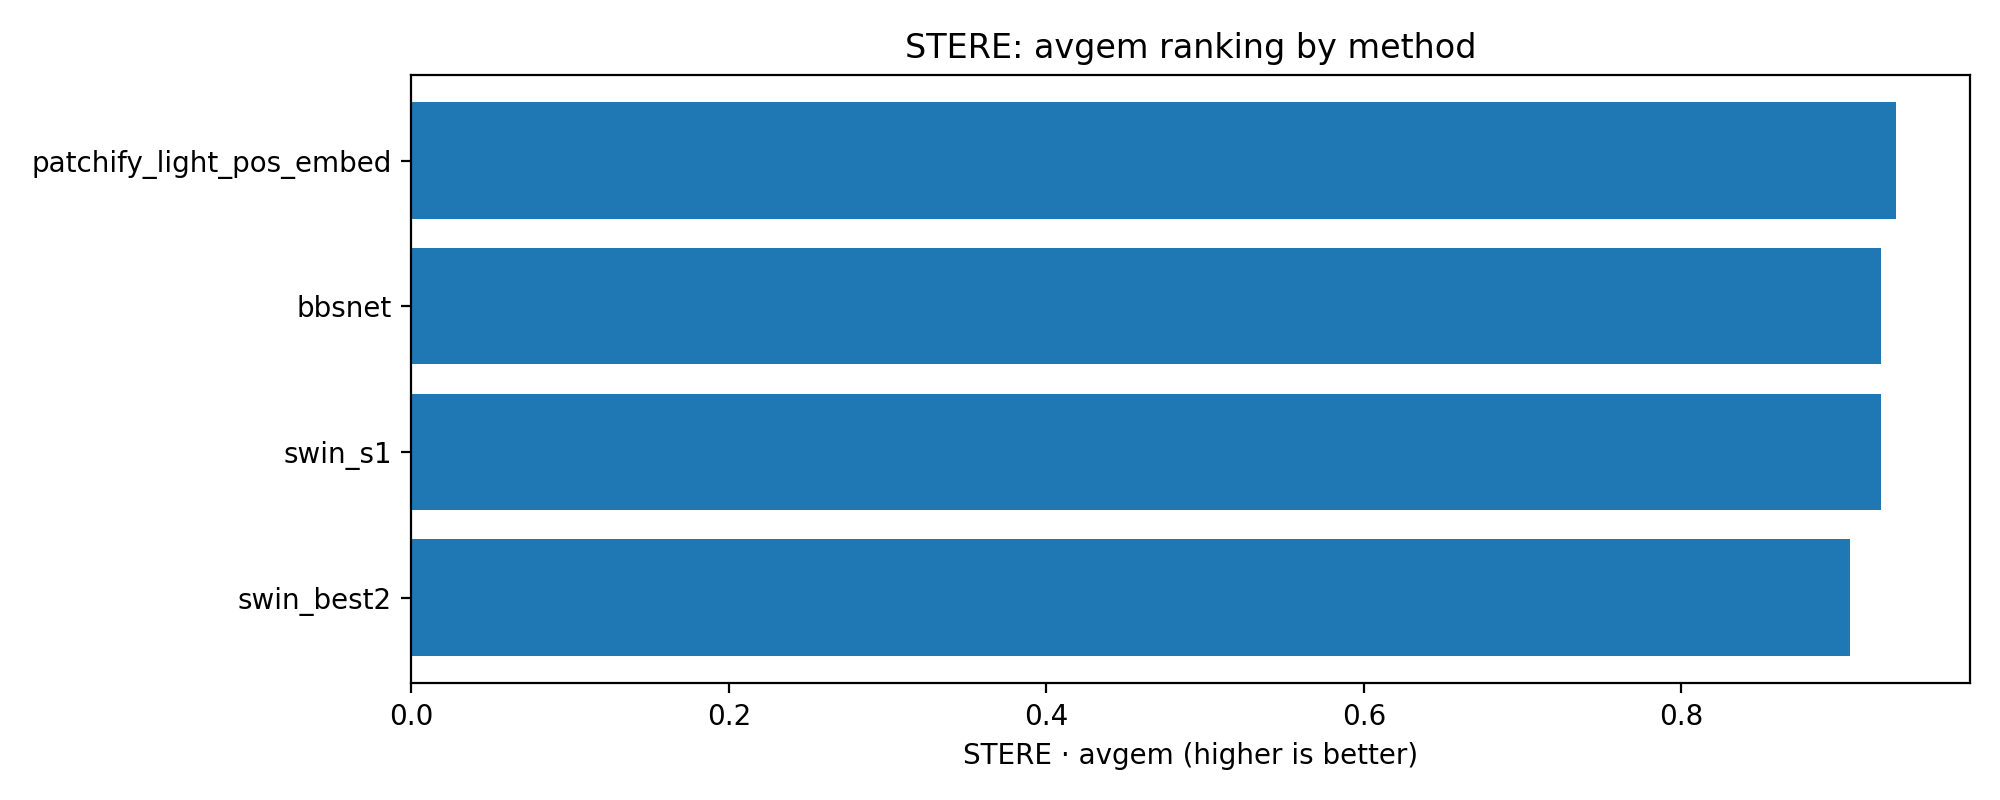 STERE: avgem ranking by method
patchify_light_pos_embed
bbsnet
swin_s1
swin_best2
0.0 0.2 0.4 0.6 0.8
STERE · avgem (higher is better)